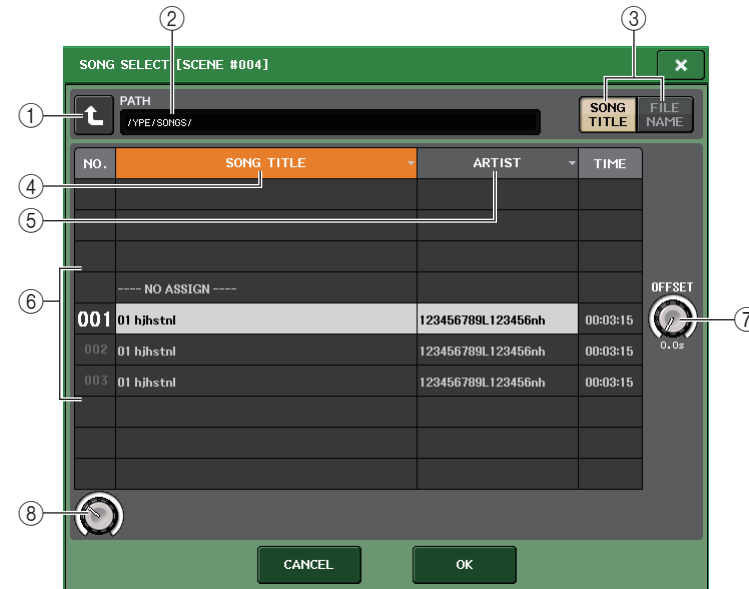 ② ③
SONG SELECT [SCENE #004]
①
PATH
/YPE/SONGS/
SONG TITLE
FILE NAME
NO. SONG TITLE ARTIST TIME
④
⑤
⑥
---- NO ASSIGN ----
OFFSET
001 01 hjhstnl 123456789L123456nh 00:03:15
⑦
0.0s
002 01 hjhstnl 123456789L123456nh 00:03:15
003 01 hjhstnl 123456789L123456nh 00:03:15
⑧
CANCEL OK